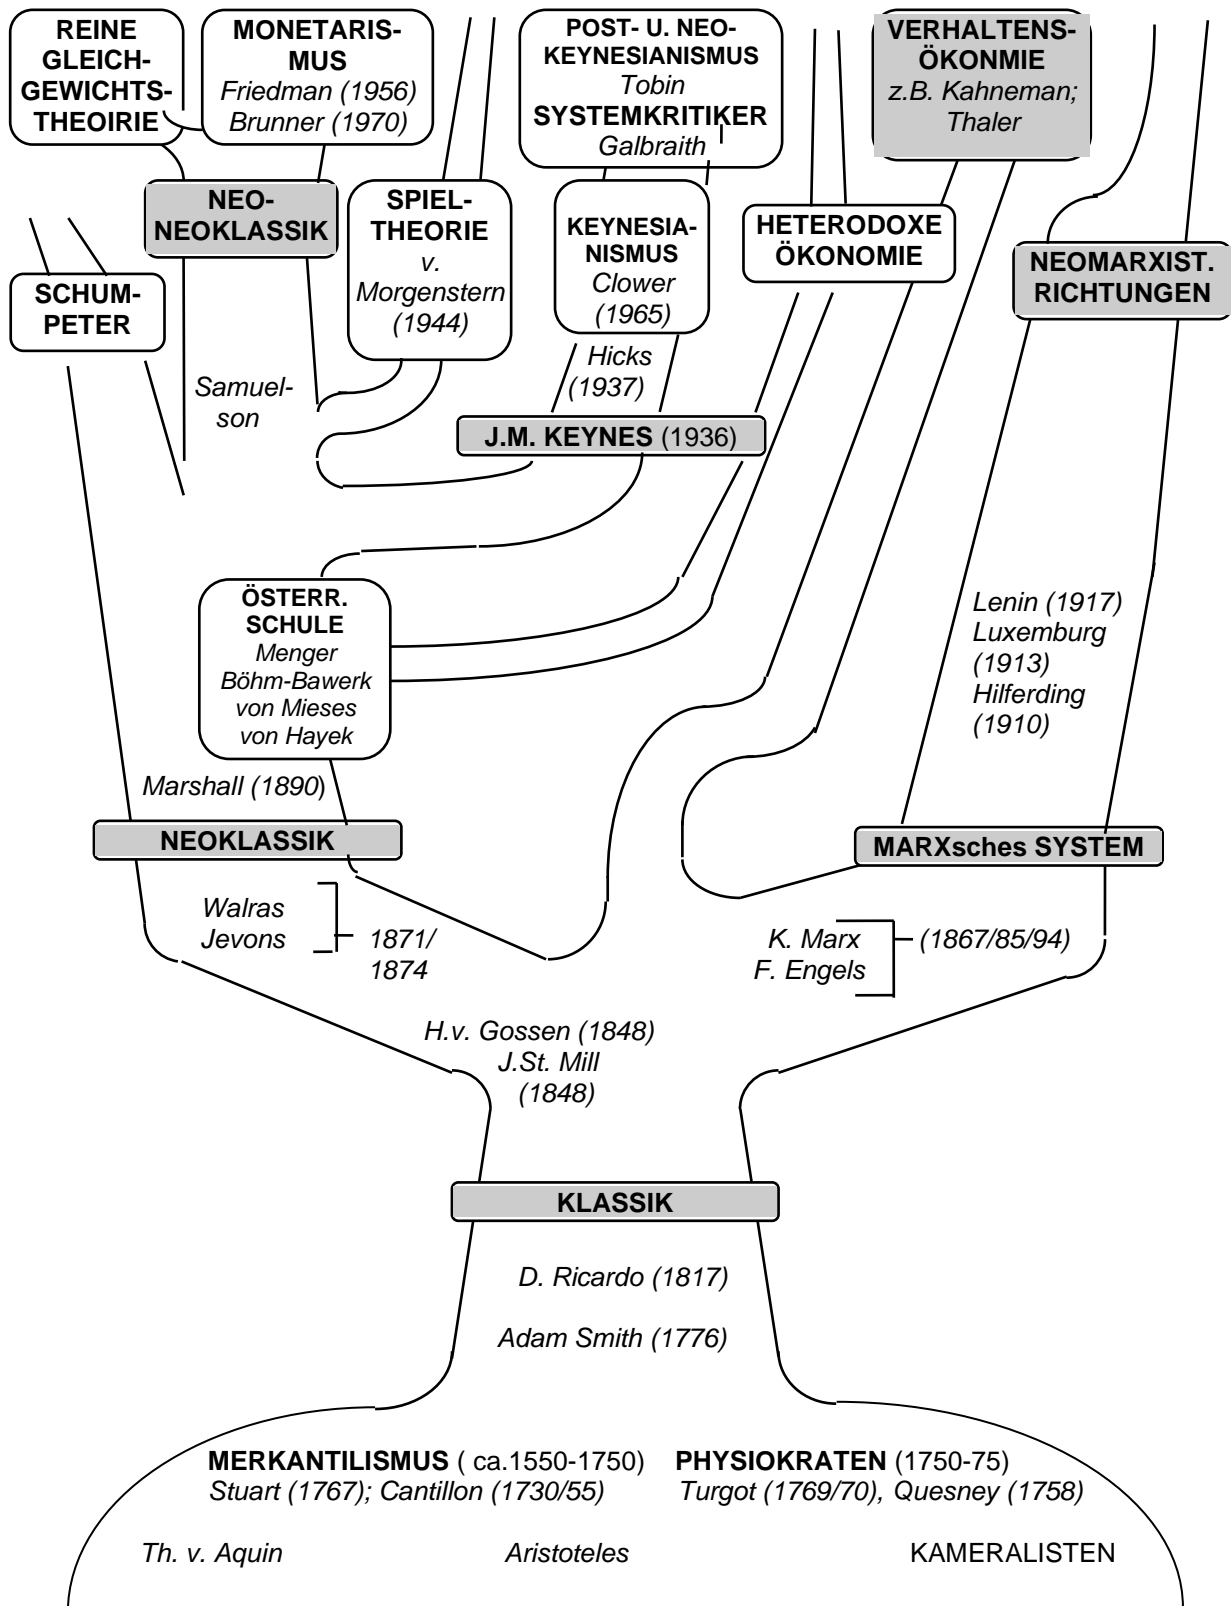 REINE
GLEICH-
GEWICHTS-
THEOIRIE
MONETARIS-
MUS
Friedman (1956)
Brunner (1970)
POST- U. NEO-
KEYNESIANISMUS
Tobin
SYSTEMKRITIKER
Galbraith
VERHALTENS-
ÖKONMIE
z.B. Kahneman;
Thaler
NEO-
NEOKLASSIK
SPIEL-
THEORIE
v.
Morgenstern
(1944)
KEYNESIA-
NISMUS
Clower
(1965)
HETERODOXE
ÖKONOMIE
NEOMARXIST.
RICHTUNGEN
SCHUM-
PETER
Samuel-
son
Hicks
(1937)
J.M. KEYNES (1936)
ÖSTERR.
SCHULE
Menger
Böhm-Bawerk
von Mieses
von Hayek
Lenin (1917)
Luxemburg
(1913)
Hilferding
(1910)
Marshall (1890)
NEOKLASSIK
MARXsches SYSTEM
Walras
Jevons
1871/
1874
K. Marx
F. Engels
(1867/85/94)
H.v. Gossen (1848)
J.St. Mill
(1848)
KLASSIK
D. Ricardo (1817)
Adam Smith (1776)
MERKANTILISMUS ( ca.1550-1750)
Stuart (1767); Cantillon (1730/55)
PHYSIOKRATEN (1750-75)
Turgot (1769/70), Quesney (1758)
Th. v. Aquin
Aristoteles
KAMERALISTEN